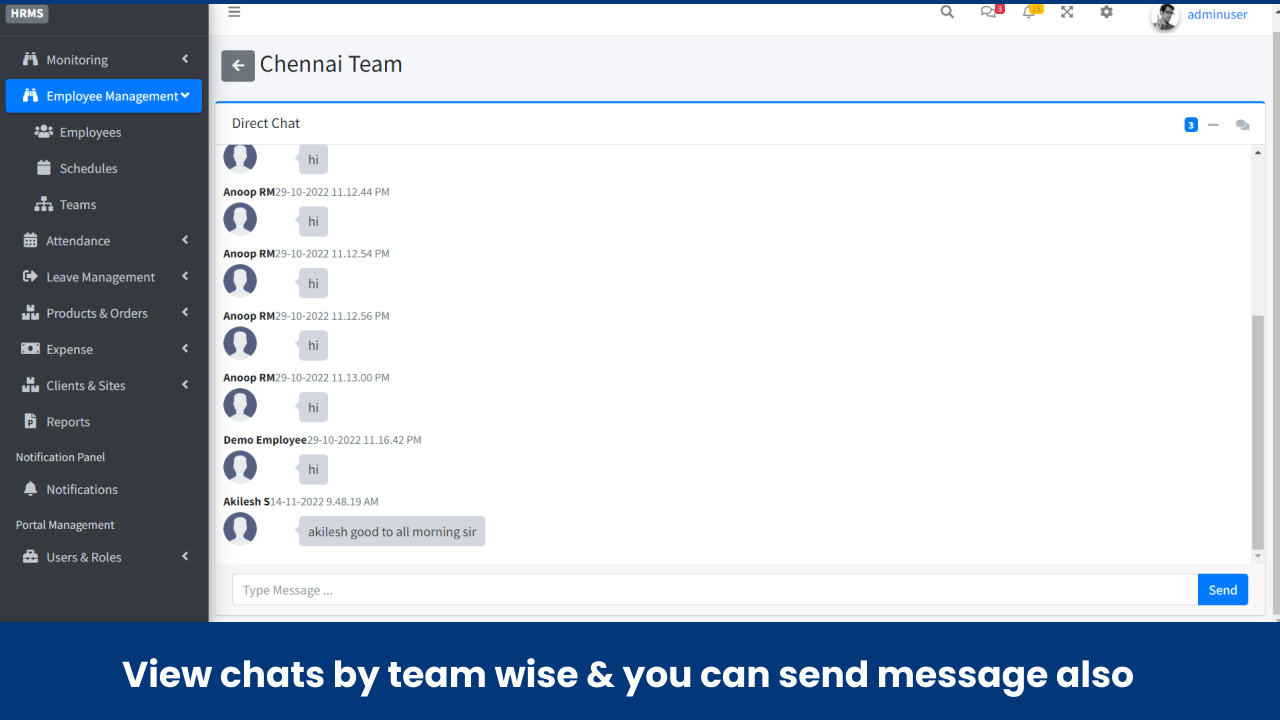 HRMS
3
15
adminuser
Monitoring
Employee Management
Employees
Schedules
Teams
Attendance
Leave Management
Products & Orders
Expense
Clients & Sites
Reports
Notification Panel
Notifications
Portal Management
Users & Roles
Chennai Team
Direct Chat
3
hi
Anoop RM29-10-2022 11.12.44 PM
hi
Anoop RM29-10-2022 11.12.54 PM
hi
Anoop RM29-10-2022 11.12.56 PM
hi
Anoop RM29-10-2022 11.13.00 PM
hi
Demo Employee29-10-2022 11.16.42 PM
hi
Akilesh S14-11-2022 9.48.19 AM
akilesh good to all morning sir
Type Message ...
Send
View chats by team wise & you can send message also